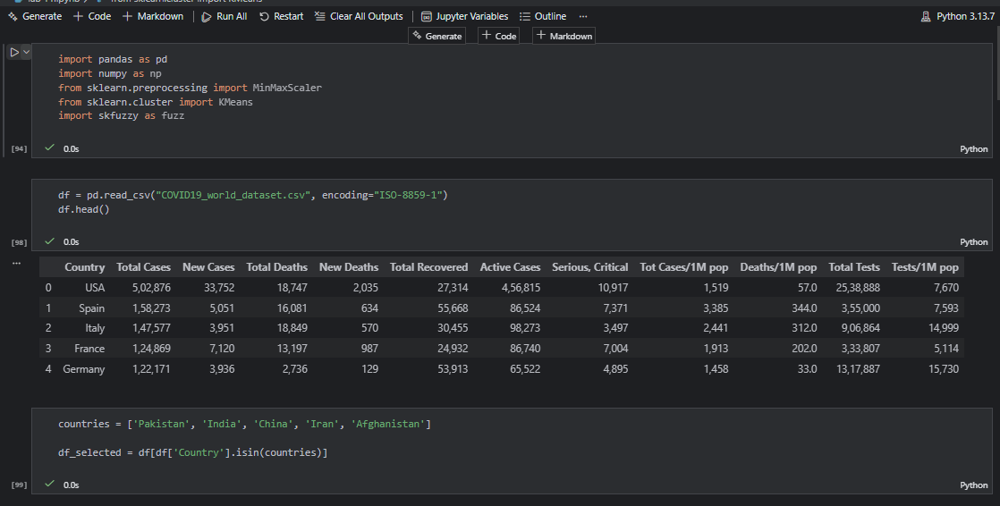 Generate + Code + Markdown Run All Restart Clear All Outputs Jupyter Variables Outline ... Python 3.13.7
Generate + Code + Markdown
import pandas as pd
import numpy as np
from sklearn.preprocessing import MinMaxScaler
from sklearn.cluster import KMeans
import skfuzzy as fuzz
[94] 0.0s Python
df = pd.read_csv("COVID19_world_dataset.csv", encoding="ISO-8859-1")
df.head()
[98] 0.0s Python
...
Country Total Cases New Cases Total Deaths New Deaths Total Recovered Active Cases Serious, Critical Tot Cases/1M pop Deaths/1M pop Total Tests Tests/1M pop
0 USA 5,02,876 33,752 18,747 2,035 27,314 4,56,815 10,917 1,519 57.0 25,38,888 7,670
1 Spain 1,58,273 5,051 16,081 634 55,668 86,524 7,371 3,385 344.0 3,55,000 7,593
2 Italy 1,47,577 3,951 18,849 570 30,455 98,273 3,497 2,441 312.0 9,06,864 14,999
3 France 1,24,869 7,120 13,197 987 24,932 86,740 7,004 1,913 202.0 3,33,807 5,114
4 Germany 1,22,171 3,936 2,736 129 53,913 65,522 4,895 1,458 33.0 13,17,887 15,730
countries = ['Pakistan', 'India', 'China', 'Iran', 'Afghanistan']
df_selected = df[df['Country'].isin(countries)]
[99] 0.0s Python